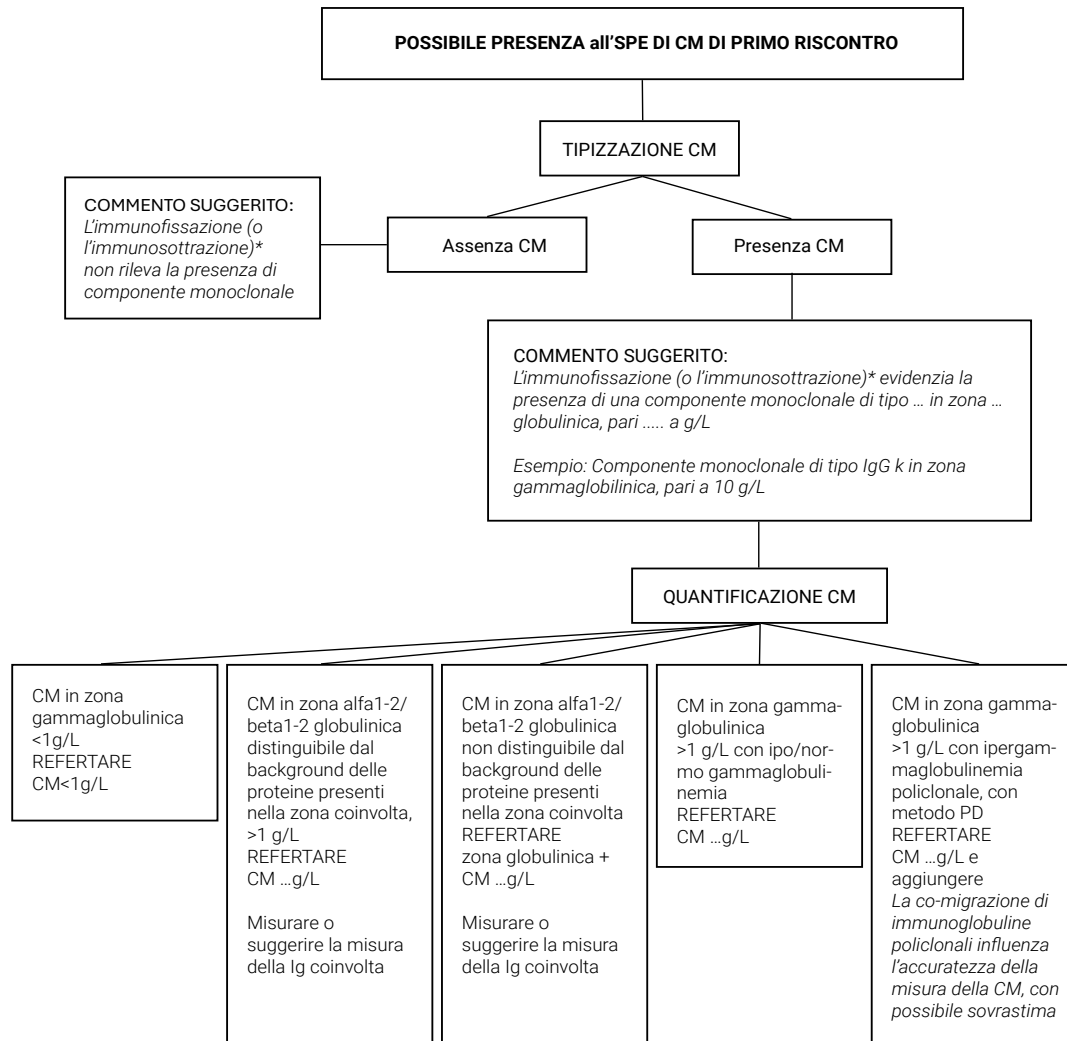 POSSIBILE PRESENZA all'SPE DI CM DI PRIMO RISCONTRO
TIPIZZAZIONE CM
COMMENTO SUGGERITO:
L'immunofissazione (o
l'immunosottrazione)*
non rileva la presenza di
componente monoclonale
Assenza CM
Presenza CM
COMMENTO SUGGERITO:
L'immunofissazione (o l'immunosottrazione)* evidenzia la
presenza di una componente monoclonale di tipo … in zona …
globulinica, pari ..... a g/L
Esempio: Componente monoclonale di tipo IgG k in zona
gammaglobilinica, pari a 10 g/L
QUANTIFICAZIONE CM
CM in zona
gammaglobulinica
<1g/L
REFERTARE
CM<1g/L
CM in zona alfa1-2/
beta1-2 globulinica
distinguibile dal
background delle
proteine presenti
nella zona coinvolta,
>1 g/L
REFERTARE
CM …g/L
Misurare o
suggerire la misura
della Ig coinvolta
CM in zona alfa1-2/
beta1-2 globulinica
non distinguibile dal
background delle
proteine presenti
nella zona coinvolta
REFERTARE
zona globulinica +
CM …g/L
Misurare o
suggerire la misura
della Ig coinvolta
CM in zona gamma-
globulinica
>1 g/L con ipo/nor-
mo gammaglobuli-
nemia
REFERTARE
CM …g/L
CM in zona gamma-
globulinica
>1 g/L con ipergam-
maglobulinemia
policlonale, con
metodo PD
REFERTARE
CM …g/L e
aggiungere
La co-migrazione di
immunoglobuline
policlonali influenza
l'accuratezza della
misura della CM, con
possibile sovrastima